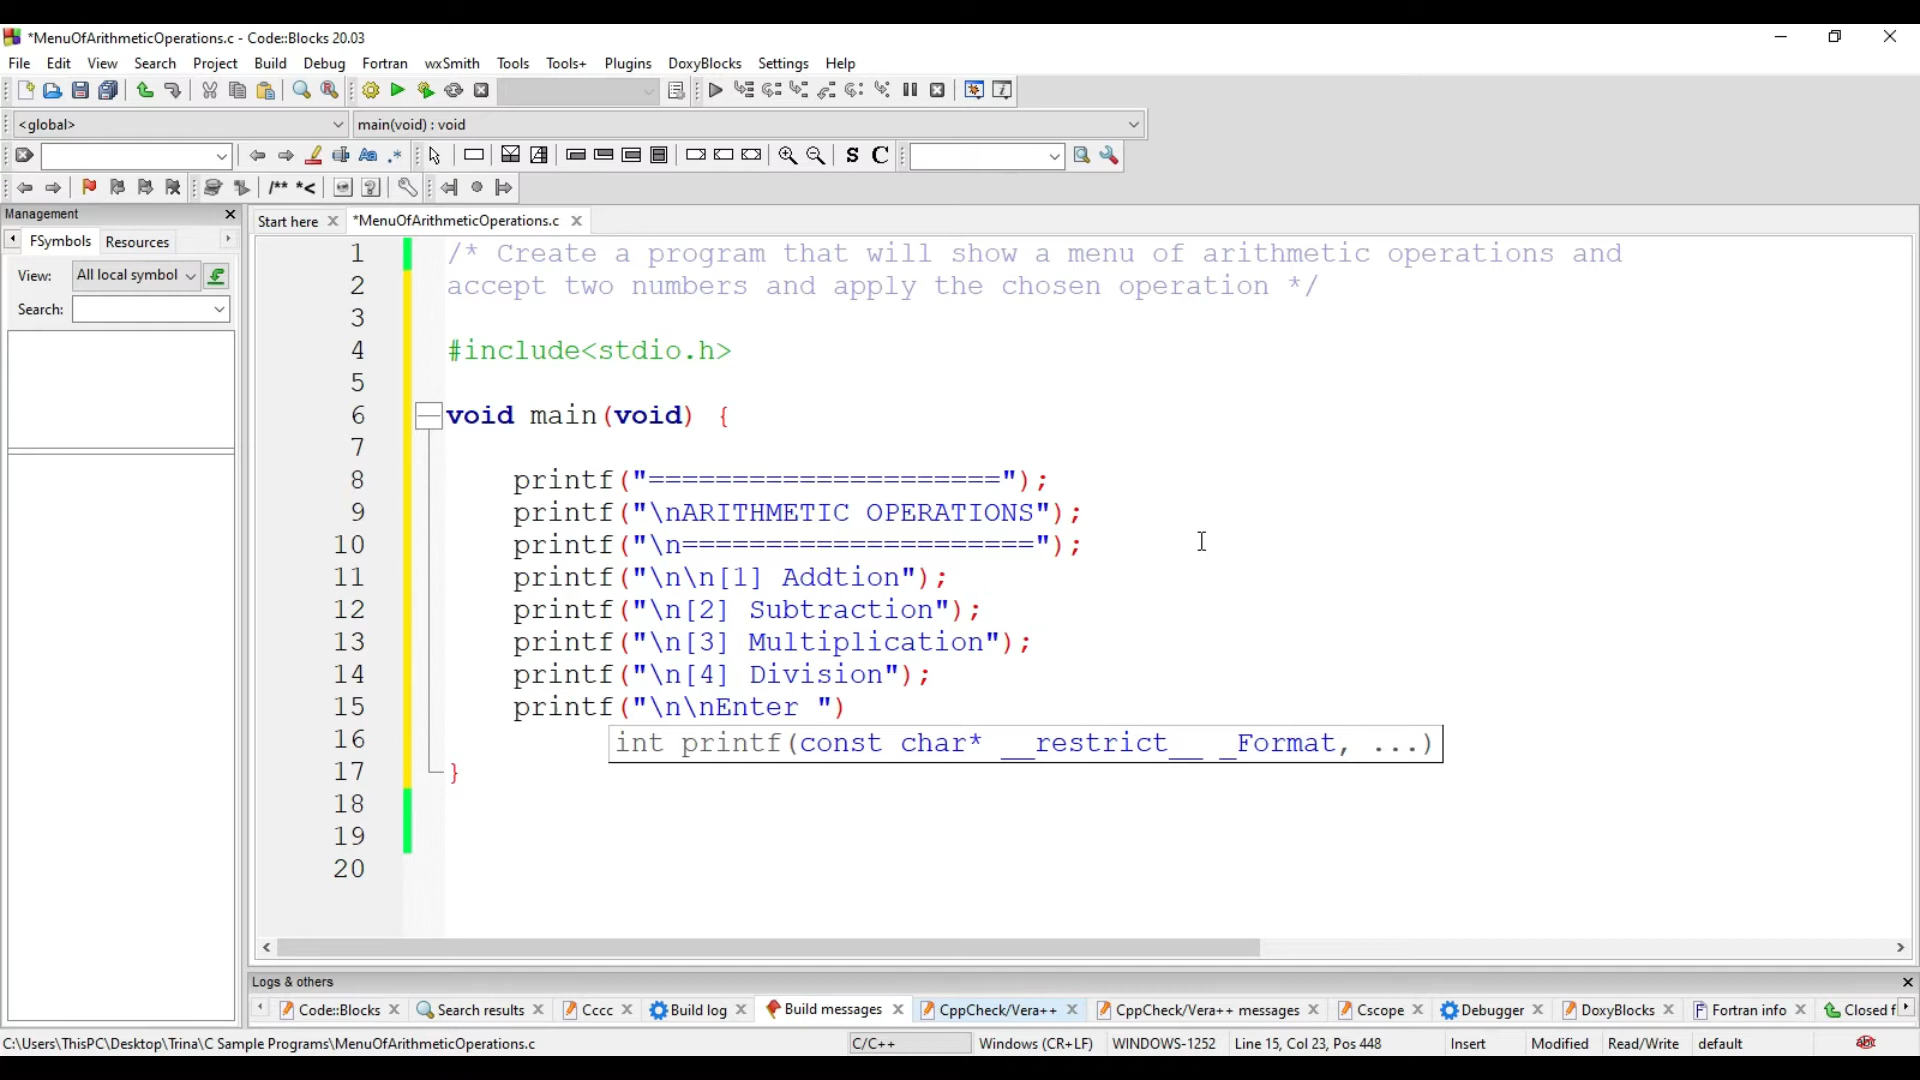 *MenuOfArithmeticOperations.c - Code::Blocks 20.03
File Edit View Search Project Build Debug Fortran wxSmith Tools Tools+ Plugins DoxyBlocks Settings Help
<global> main(void) : void
S C
/** *<
Management
FSymbols Resources
View: All local symbol
Search:
Start here *MenuOfArithmeticOperations.c
1 /* Create a program that will show a menu of arithmetic operations and
2 accept two numbers and apply the chosen operation */
3
4 #include<stdio.h>
5
6 void main(void) {
7
8 printf("=====================");
9 printf("\nARITHMETIC OPERATIONS");
10 printf("\n=====================");
11 printf("\n\n[1] Addtion");
12 printf("\n[2] Subtraction");
13 printf("\n[3] Multiplication");
14 printf("\n[4] Division");
15 printf("\n\nEnter ")
16 int printf(const char* __restrict__ _Format, ...)
17 }
18
19
20
Logs & others
Code::Blocks Search results Cccc Build log Build messages CppCheck/Vera++ CppCheck/Vera++ messages Cscope Debugger DoxyBlocks Fortran info Closed f
C:\Users\ThisPC\Desktop\Trina\C Sample Programs\MenuOfArithmeticOperations.c C/C++ Windows (CR+LF) WINDOWS-1252 Line 15, Col 23, Pos 448 Insert Modified Read/Write default